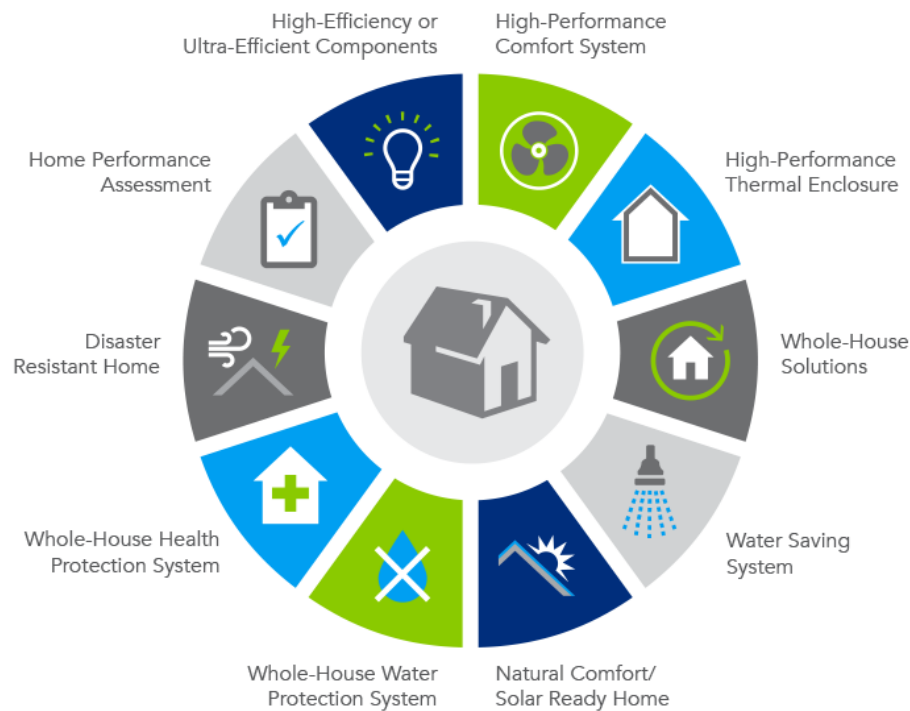 High-Efficiency or
Ultra-Efficient Components
High-Performance
Comfort System
Home Performance
Assessment
High-Performance
Thermal Enclosure
Disaster
Resistant Home
Whole-House
Solutions
Whole-House Health
Protection System
Water Saving
System
Whole-House Water
Protection System
Natural Comfort/
Solar Ready Home